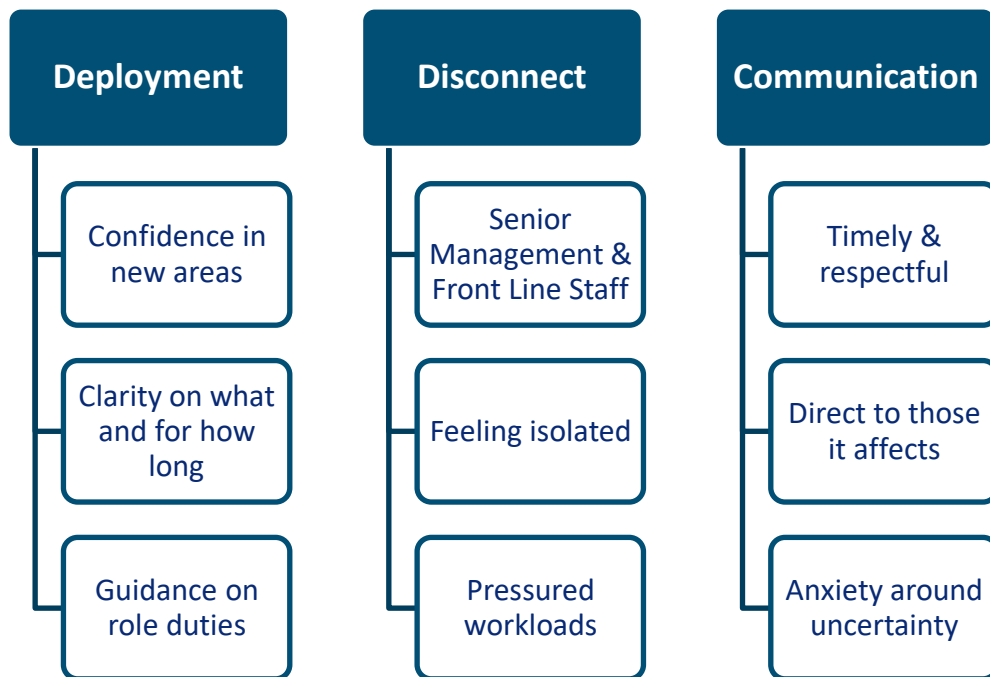 Deployment
Confidence in
new areas
Clarity on what
and for how
long
Guidance on
role duties
Disconnect
Senior
Management &
Front Line Staff
Feeling isolated
Pressured
workloads
Communication
Timely &
respectful
Direct to those
it affects
Anxiety around
uncertainty